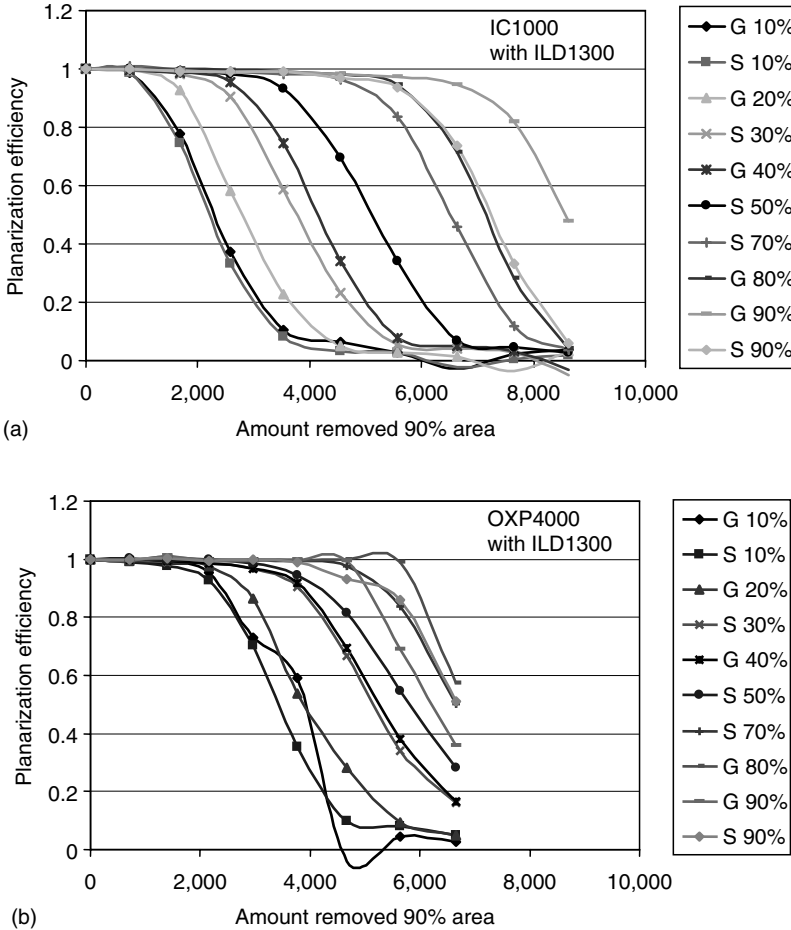 IC1000
with ILD1300
Planarization efficiency
1.2
1
0.8
0.6
0.4
0.2
0
0 2,000 4,000 6,000 8,000 10,000
Amount removed 90% area
(a)
G 10%
S 10%
G 20%
S 30%
G 40%
S 50%
S 70%
G 80%
G 90%
S 90%
OXP4000
with ILD1300
Planarization efficiency
1.2
1
0.8
0.6
0.4
0.2
0
0 2,000 4,000 6,000 8,000 10,000
Amount removed 90% area
(b)
G 10%
S 10%
G 20%
S 30%
G 40%
S 50%
S 70%
G 80%
G 90%
S 90%